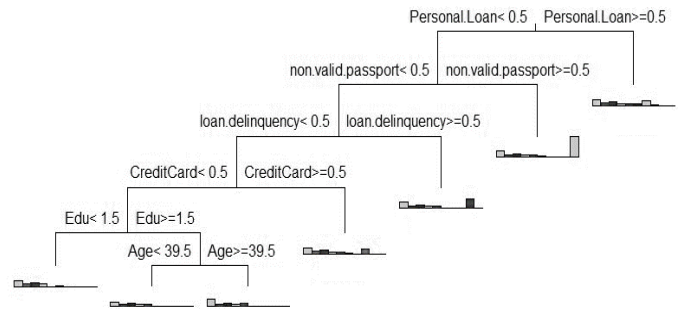 Personal.Loan< 0.5 Personal.Loan>=0.5
non.valid.passport< 0.5 non.valid.passport>=0.5
loan.delinquency< 0.5 loan.delinquency>=0.5
CreditCard< 0.5 CreditCard>=0.5
Edu< 1.5 Edu>=1.5
Age< 39.5 Age>=39.5